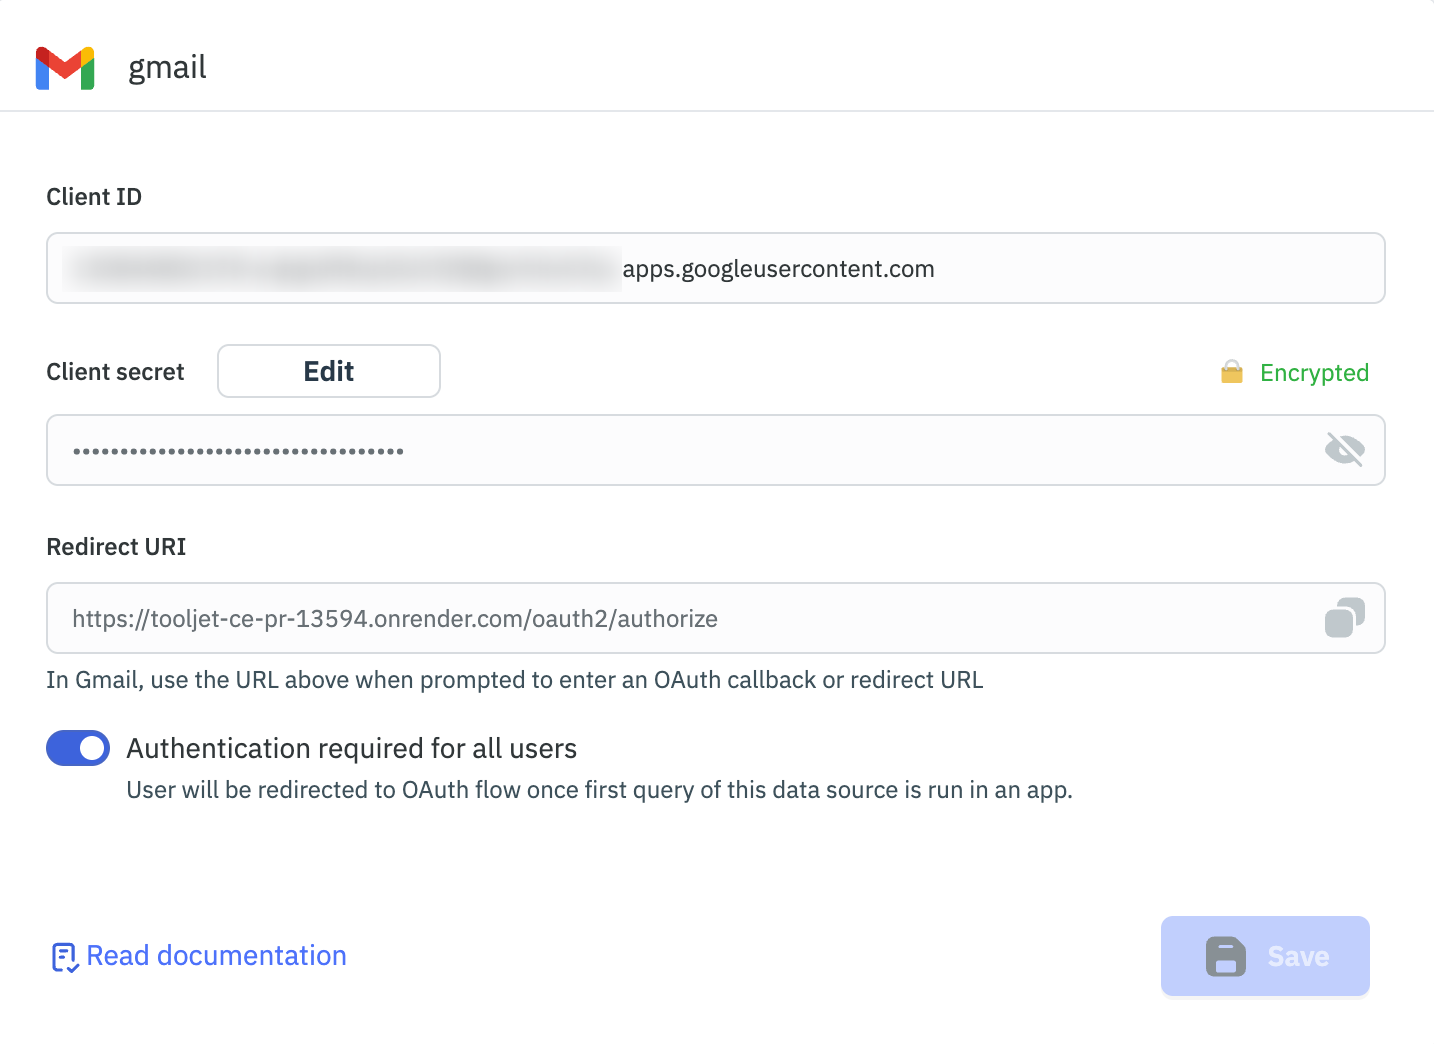 gmail
Client ID
apps.googleusercontent.com
Client secret
Edit
Encrypted
Redirect URI
https://tooljet-ce-pr-13594.onrender.com/oauth2/authorize
In Gmail, use the URL above when prompted to enter an OAuth callback or redirect URL
Authentication required for all users
User will be redirected to OAuth flow once first query of this data source is run in an app.
Read documentation
Save